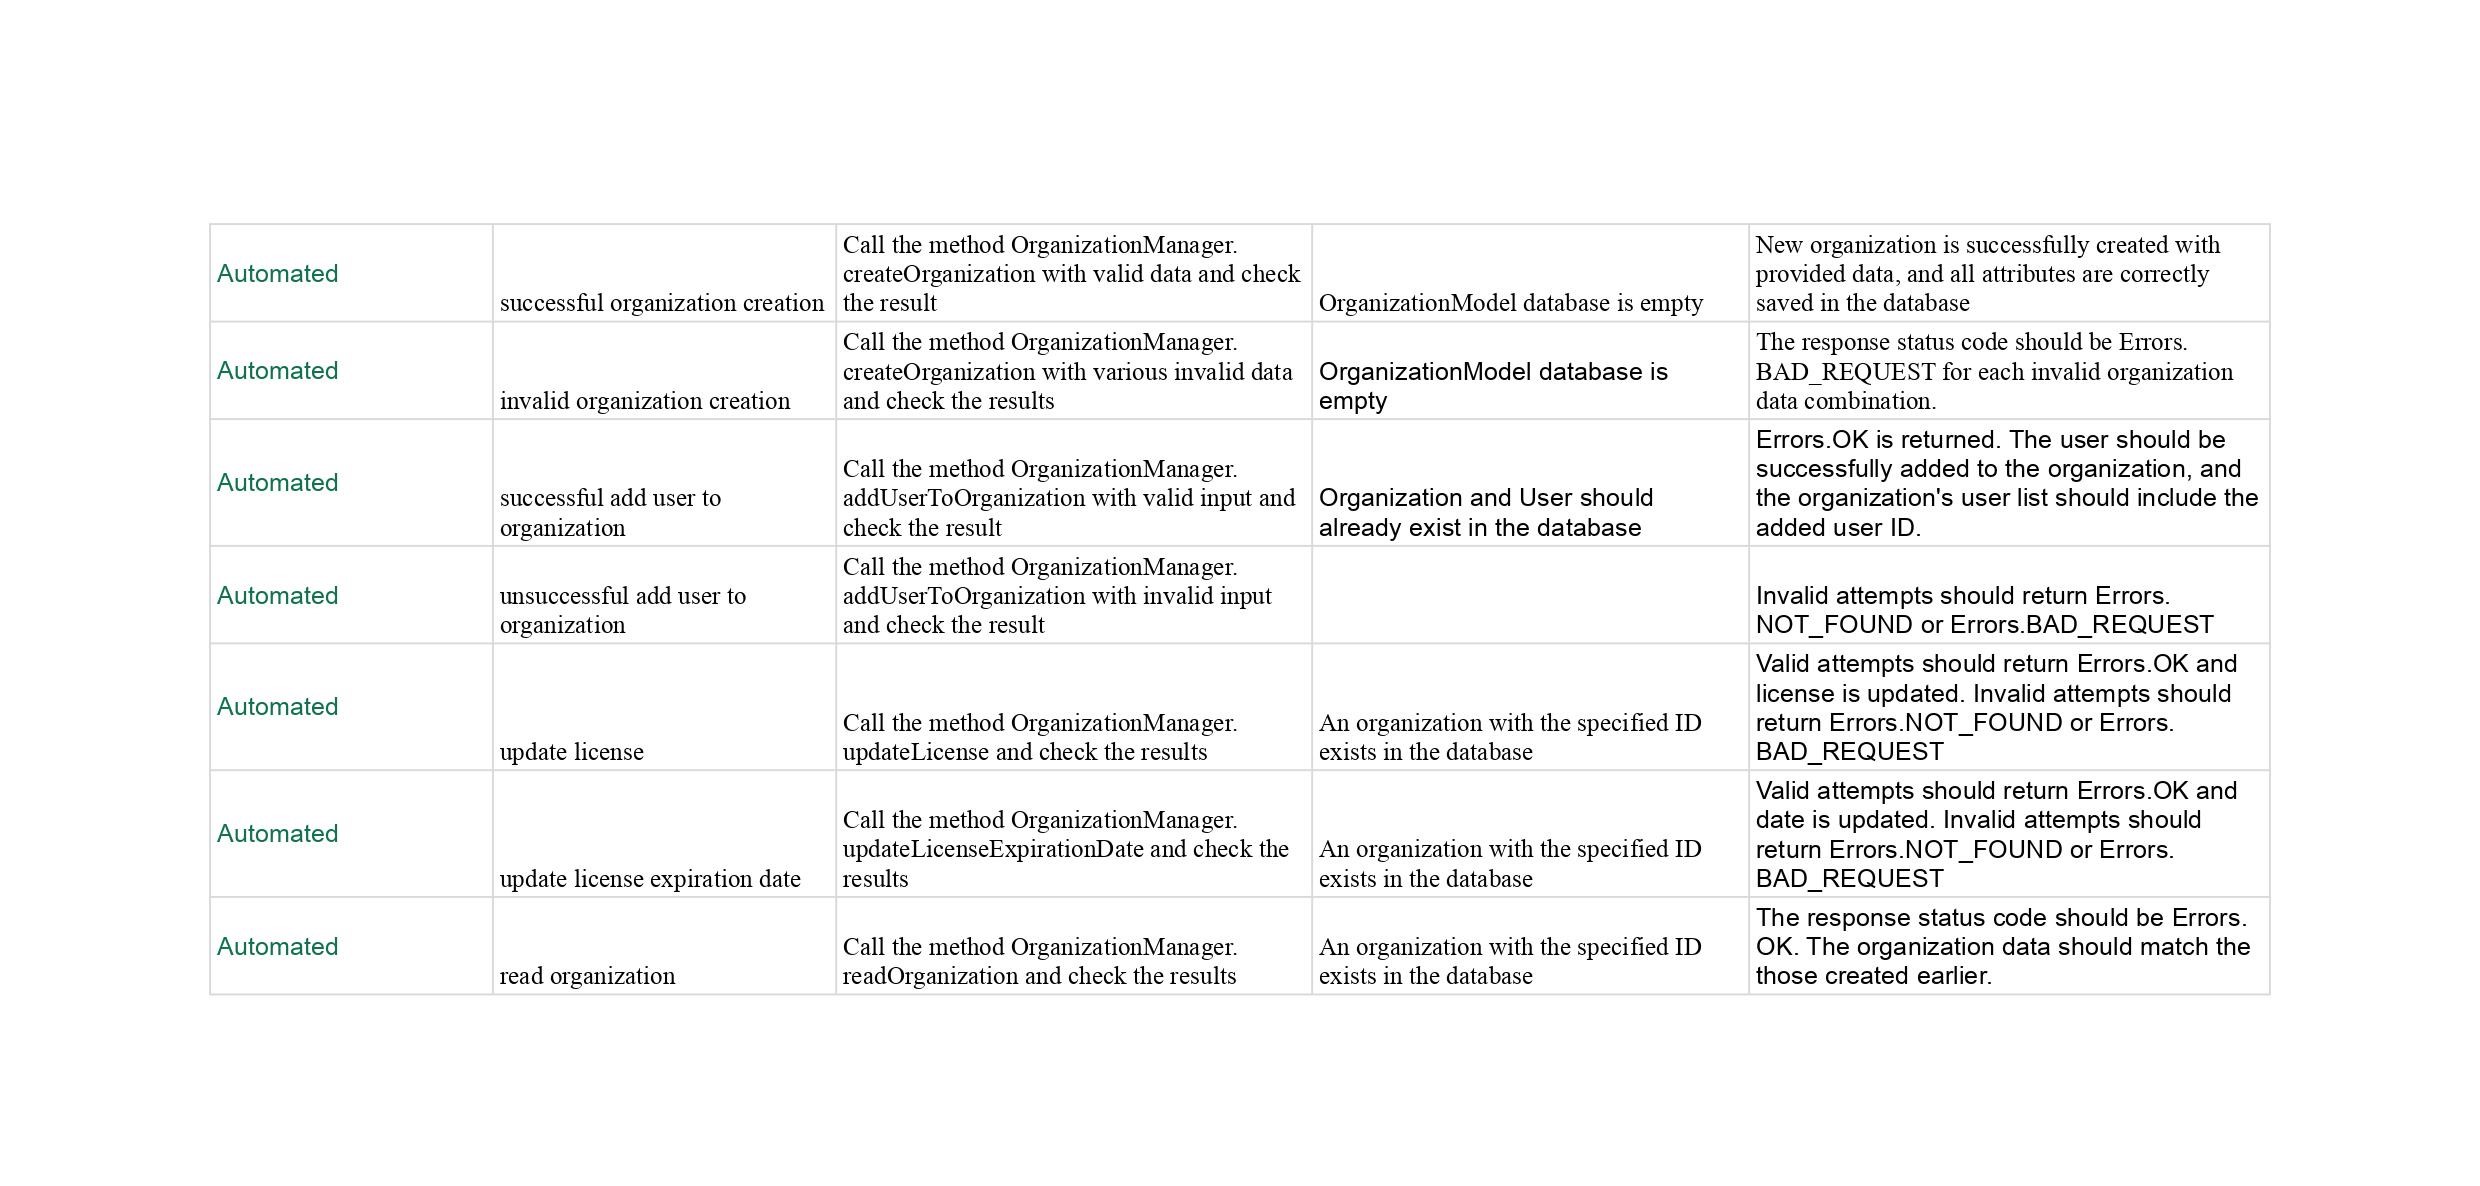 Automated
successful organization creation
Call the method OrganizationManager.
createOrganization with valid data and check
the result
OrganizationModel database is empty
New organization is successfully created with
provided data, and all attributes are correctly
saved in the database
Automated
invalid organization creation
Call the method OrganizationManager.
createOrganization with various invalid data
and check the results
OrganizationModel database is
empty
The response status code should be Errors.
BAD_REQUEST for each invalid organization
data combination.
Automated
successful add user to
organization
Call the method OrganizationManager.
addUserToOrganization with valid input and
check the result
Organization and User should
already exist in the database
Errors.OK is returned. The user should be
successfully added to the organization, and
the organization's user list should include the
added user ID.
Automated
unsuccessful add user to
organization
Call the method OrganizationManager.
addUserToOrganization with invalid input
and check the result
Invalid attempts should return Errors.
NOT_FOUND or Errors.BAD_REQUEST
Automated
update license
Call the method OrganizationManager.
updateLicense and check the results
An organization with the specified ID
exists in the database
Valid attempts should return Errors.OK and
license is updated. Invalid attempts should
return Errors.NOT_FOUND or Errors.
BAD_REQUEST
Automated
update license expiration date
Call the method OrganizationManager.
updateLicenseExpirationDate and check the
results
An organization with the specified ID
exists in the database
Valid attempts should return Errors.OK and
date is updated. Invalid attempts should
return Errors.NOT_FOUND or Errors.
BAD_REQUEST
Automated
read organization
Call the method OrganizationManager.
readOrganization and check the results
An organization with the specified ID
exists in the database
The response status code should be Errors.
OK. The organization data should match the
those created earlier.